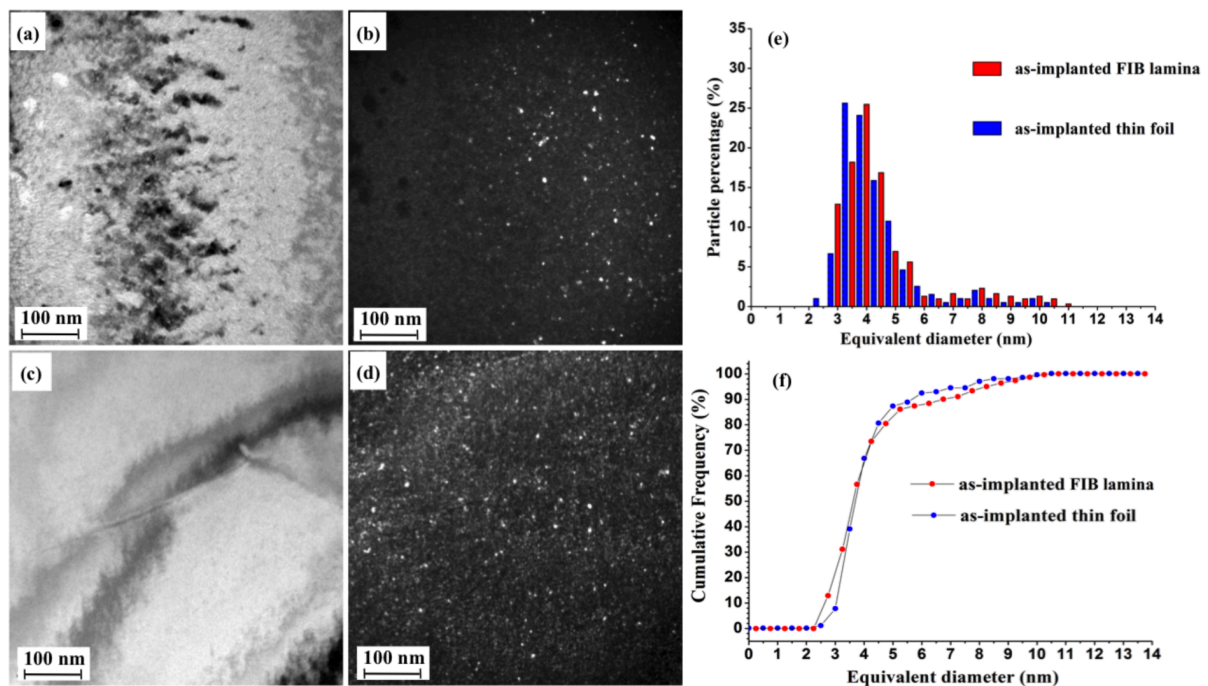 (a)
100 nm
(b)
100 nm
(c)
100 nm
(d)
100 nm
(e)
35
30
25
20
15
10
5
0
Particle percentage (%)
as-implanted FIB lamina
as-implanted thin foil
0 1 2 3 4 5 6 7 8 9 10 11 12 13 14
Equivalent diameter (nm)
(f)
100
90
80
70
60
50
40
30
20
10
0
Cumulative Frequency (%)
as-implanted FIB lamina
as-implanted thin foil
0 1 2 3 4 5 6 7 8 9 10 11 12 13 14
Equivalent diameter (nm)